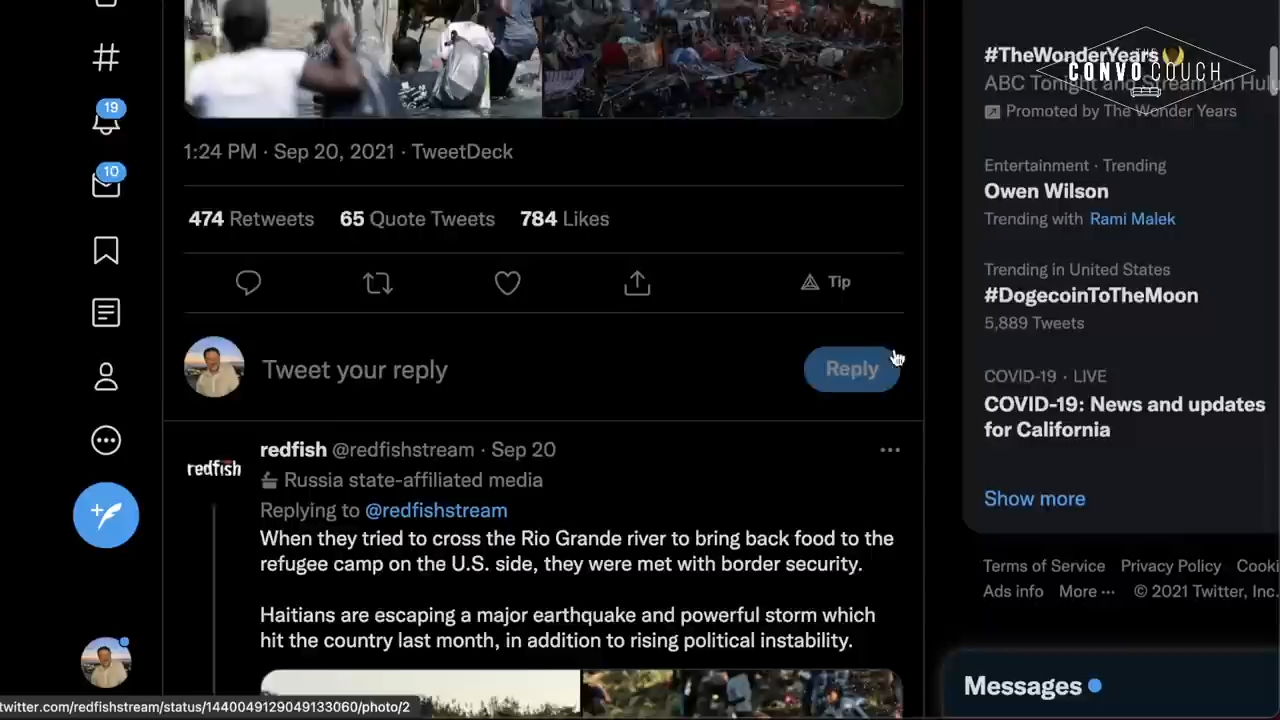 #TheWonderYears
THE
CONVO COUCH
ABC Tonight and Stream on Hul
Promoted by The Wonder Years
19
10
1:24 PM · Sep 20, 2021 · TweetDeck
Entertainment · Trending
Owen Wilson
Trending with Rami Malek
474 Retweets 65 Quote Tweets 784 Likes
Trending in United States
#DogecoinToTheMoon
5,889 Tweets
Tip
Tweet your reply
Reply
COVID-19 · LIVE
COVID-19: News and updates
for California
Show more
redfish @redfishstream · Sep 20
redfish
Russia state-affiliated media
Replying to @redfishstream
When they tried to cross the Rio Grande river to bring back food to the
refugee camp on the U.S. side, they were met with border security.
Haitians are escaping a major earthquake and powerful storm which
hit the country last month, in addition to rising political instability.
Terms of Service Privacy Policy Cooki
Ads info More ··· © 2021 Twitter, Inc.
Messages
twitter.com/redfishstream/status/1440049129049133060/photo/2